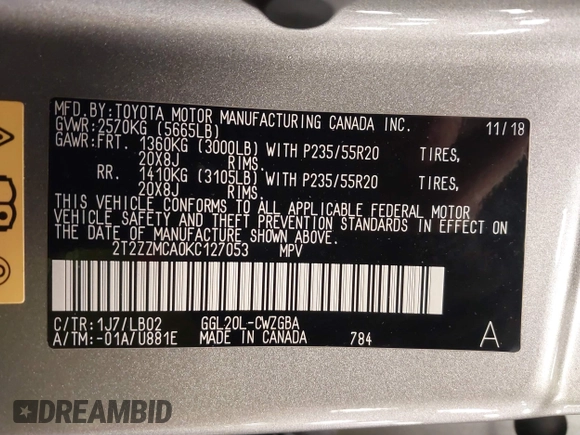 MFD.BY:TOYOTA MOTOR MANUFACTURING CANADA INC. 11/18
GVWR:2570KG (5665LB)
GAWR:FRT. 1360KG (3000LB) WITH P235/55R20 TIRES,
20X8J RIMS.
RR. 1410KG (3105LB) WITH P235/55R20 TIRES,
20X8J RIMS.
THIS VEHICLE CONFORMS TO ALL APPLICABLE FEDERAL MOTOR
VEHICLE SAFETY AND THEFT PREVENTION STANDARDS IN EFFECT ON
THE DATE OF MANUFACTURE SHOWN ABOVE.
2T2ZZMCA0KC127053 MPV
C/TR:1J7/LB02 GGL20L-CWZGBA
A/TM:-01A/U881E MADE IN CANADA 784 A
DREAMBID